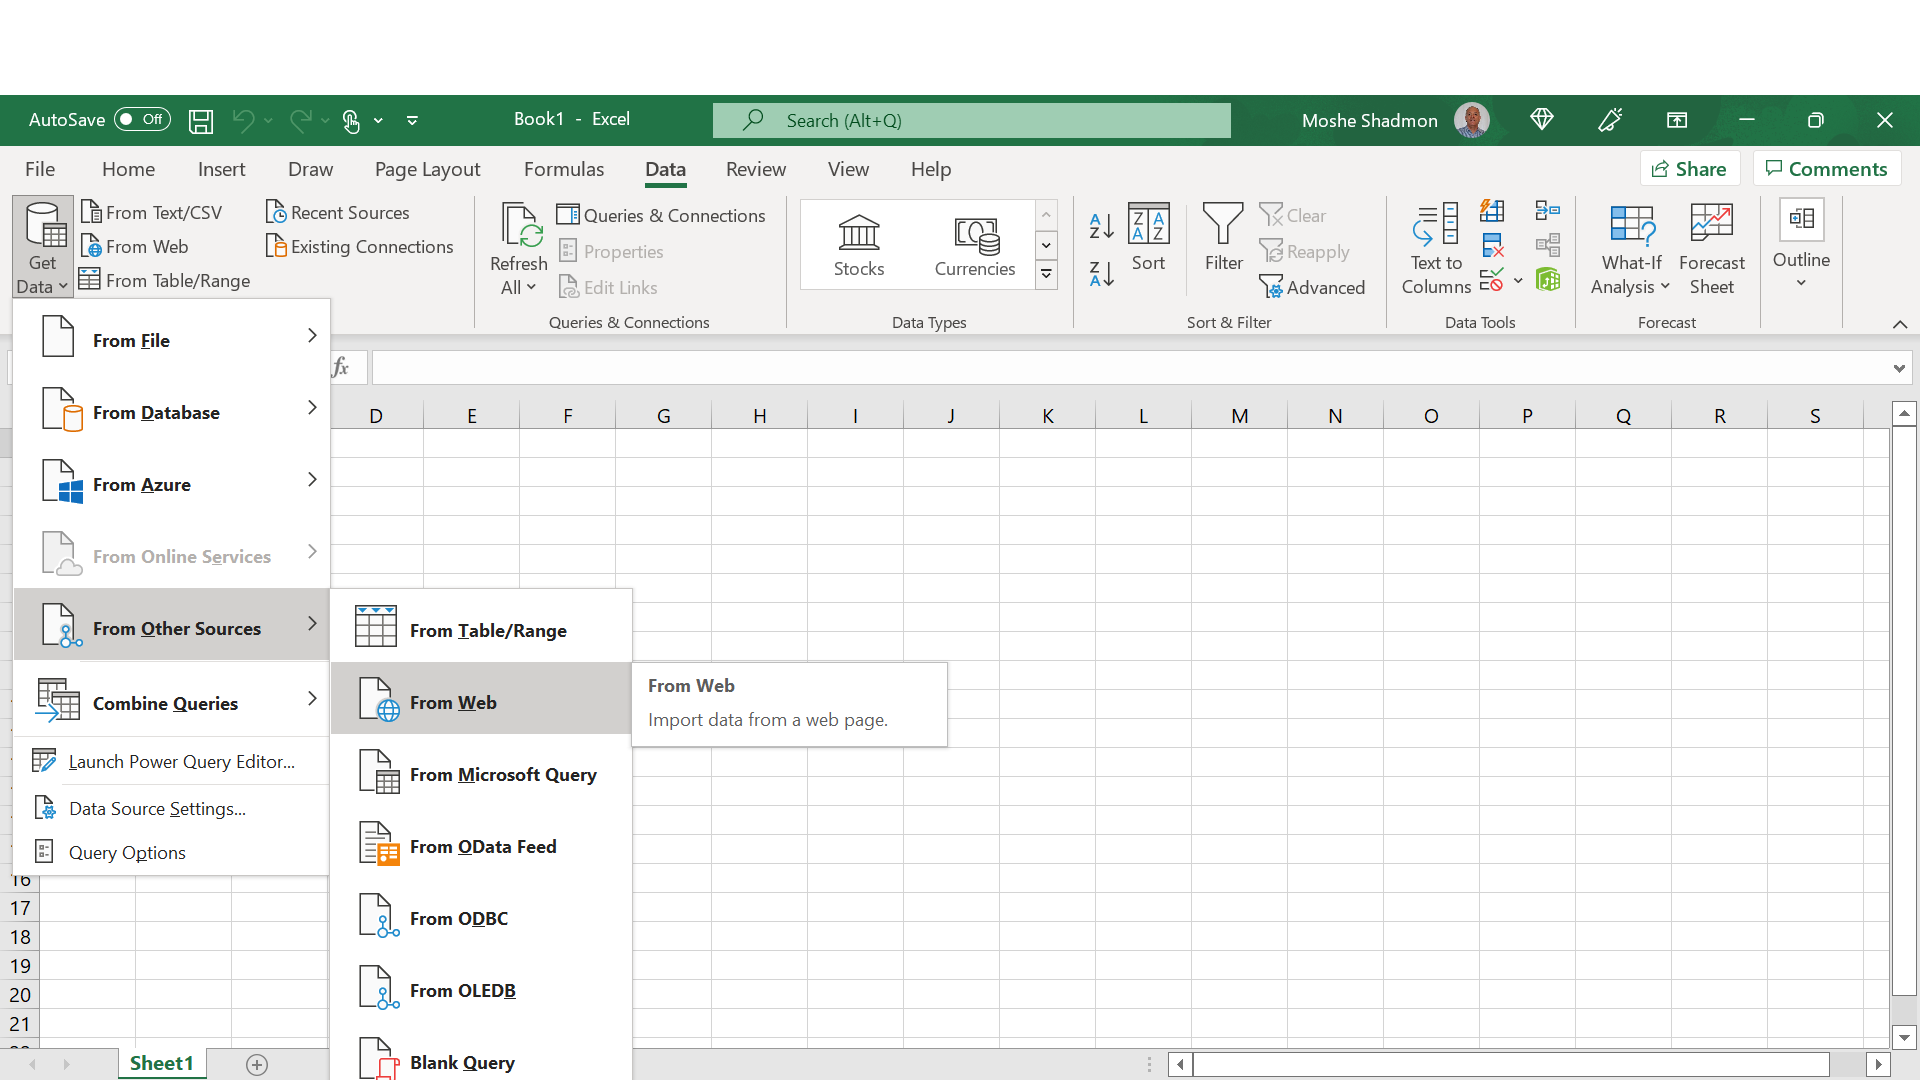 AutoSave Off Book1 - Excel Search (Alt+Q) Moshe Shadmon
File Home Insert Draw Page Layout Formulas Data Review View Help Share Comments
Get Data
From Text/CSV
From Web
From Table/Range
Recent Sources
Existing Connections
Refresh All
Queries & Connections
Properties
Edit Links
Queries & Connections
Stocks
Currencies
Data Types
A
Z
Z
A
Z A
A Z
Sort
Filter
Clear
Reapply
Advanced
Sort & Filter
Text to
Columns
Data Tools
What-If
Analysis
Forecast
Sheet
Forecast
Outline
fx
From File
From Database
From Azure
From Online Services
From Other Sources
Combine Queries
Launch Power Query Editor...
Data Source Settings...
Query Options
From Table/Range
From Web
From Microsoft Query
From OData Feed
From ODBC
From OLEDB
Blank Query
From Web
Import data from a web page.
D E F G H I J K L M N O P Q R S
16
17
18
19
20
21
Sheet1